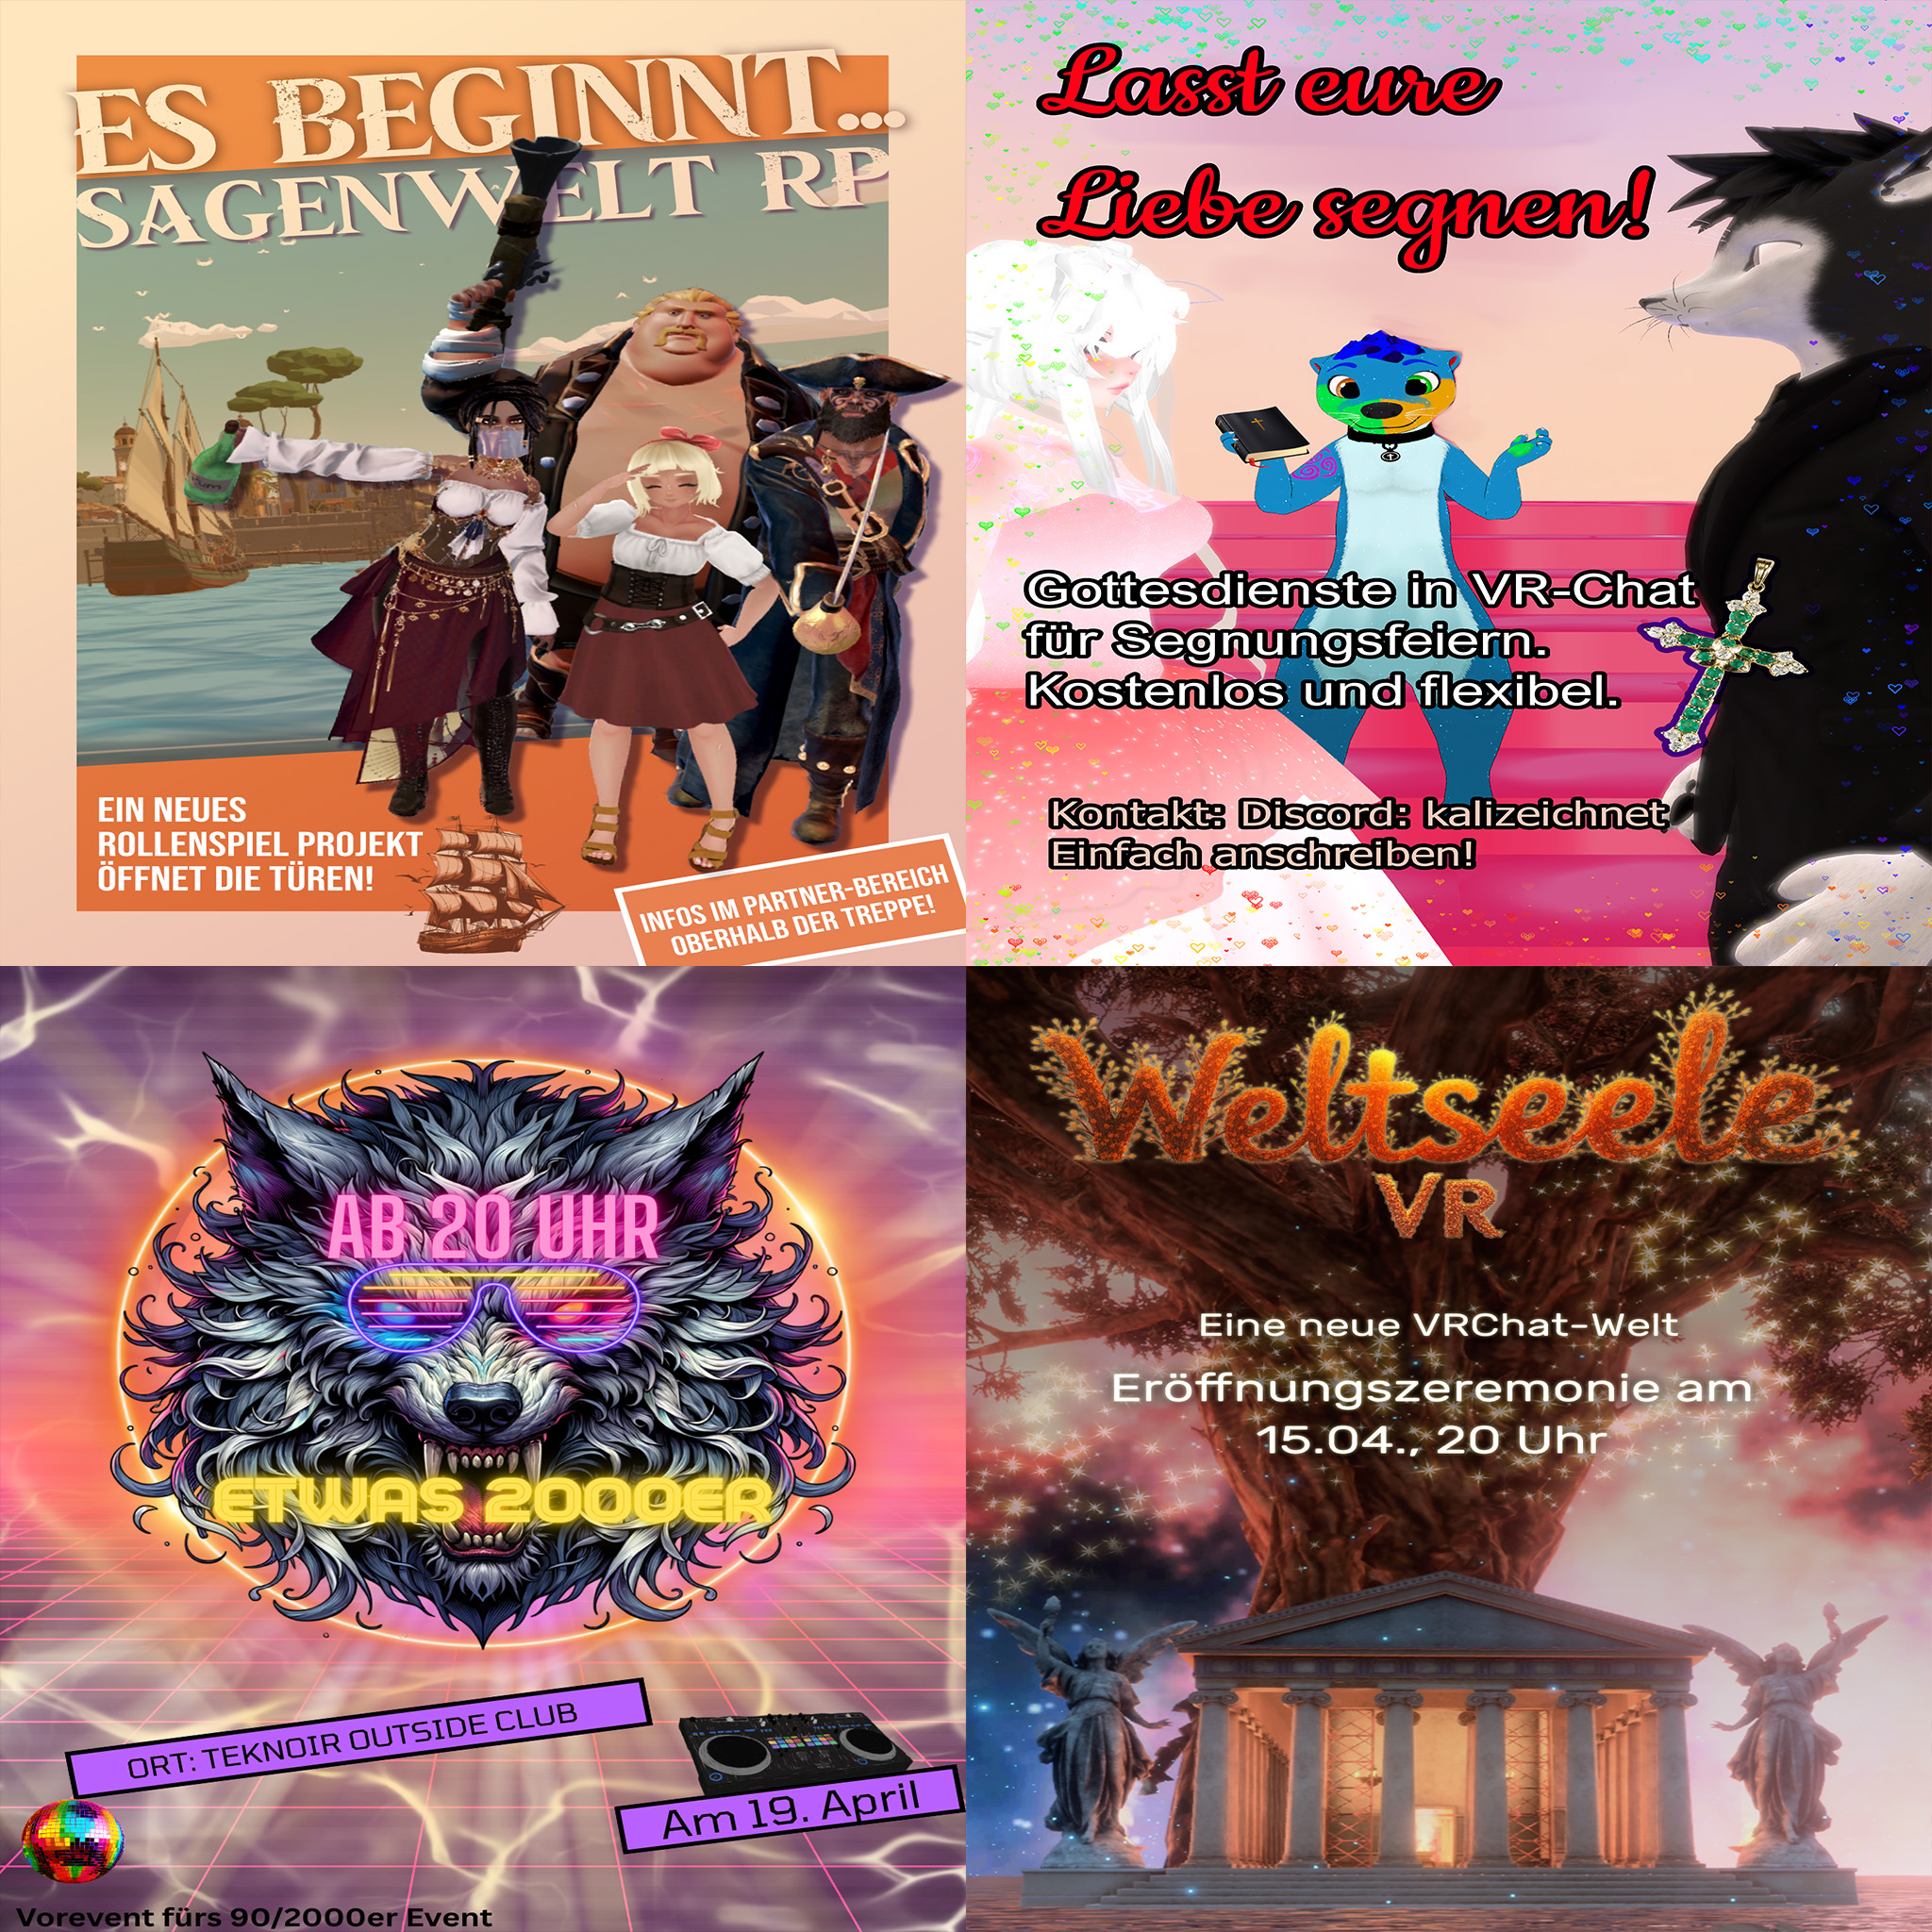 ES BEGINNT...
SAGENWELT RP
Rum
EIN NEUES
ROLLENSPIEL PROJEKT
ÖFFNET DIE TÜREN!
INFOS IM PARTNER-BEREICH
OBERHALB DER TREPPE!
Lasst eure
Liebe segnen!
Gottesdienste in VR-Chat
für Segnungsfeiern.
Kostenlos und flexibel.
Kontakt: Discord: kalizeichnet
Einfach anschreiben!
AB 20 UHR
ETWAS 2000ER
ORT: TEKNOIR OUTSIDE CLUB
Am 19. April
Vorevent fürs 90/2000er Event
Weltseele
VR
Eine neue VRChat-Welt
Eröffnungszeremonie am
15.04., 20 Uhr